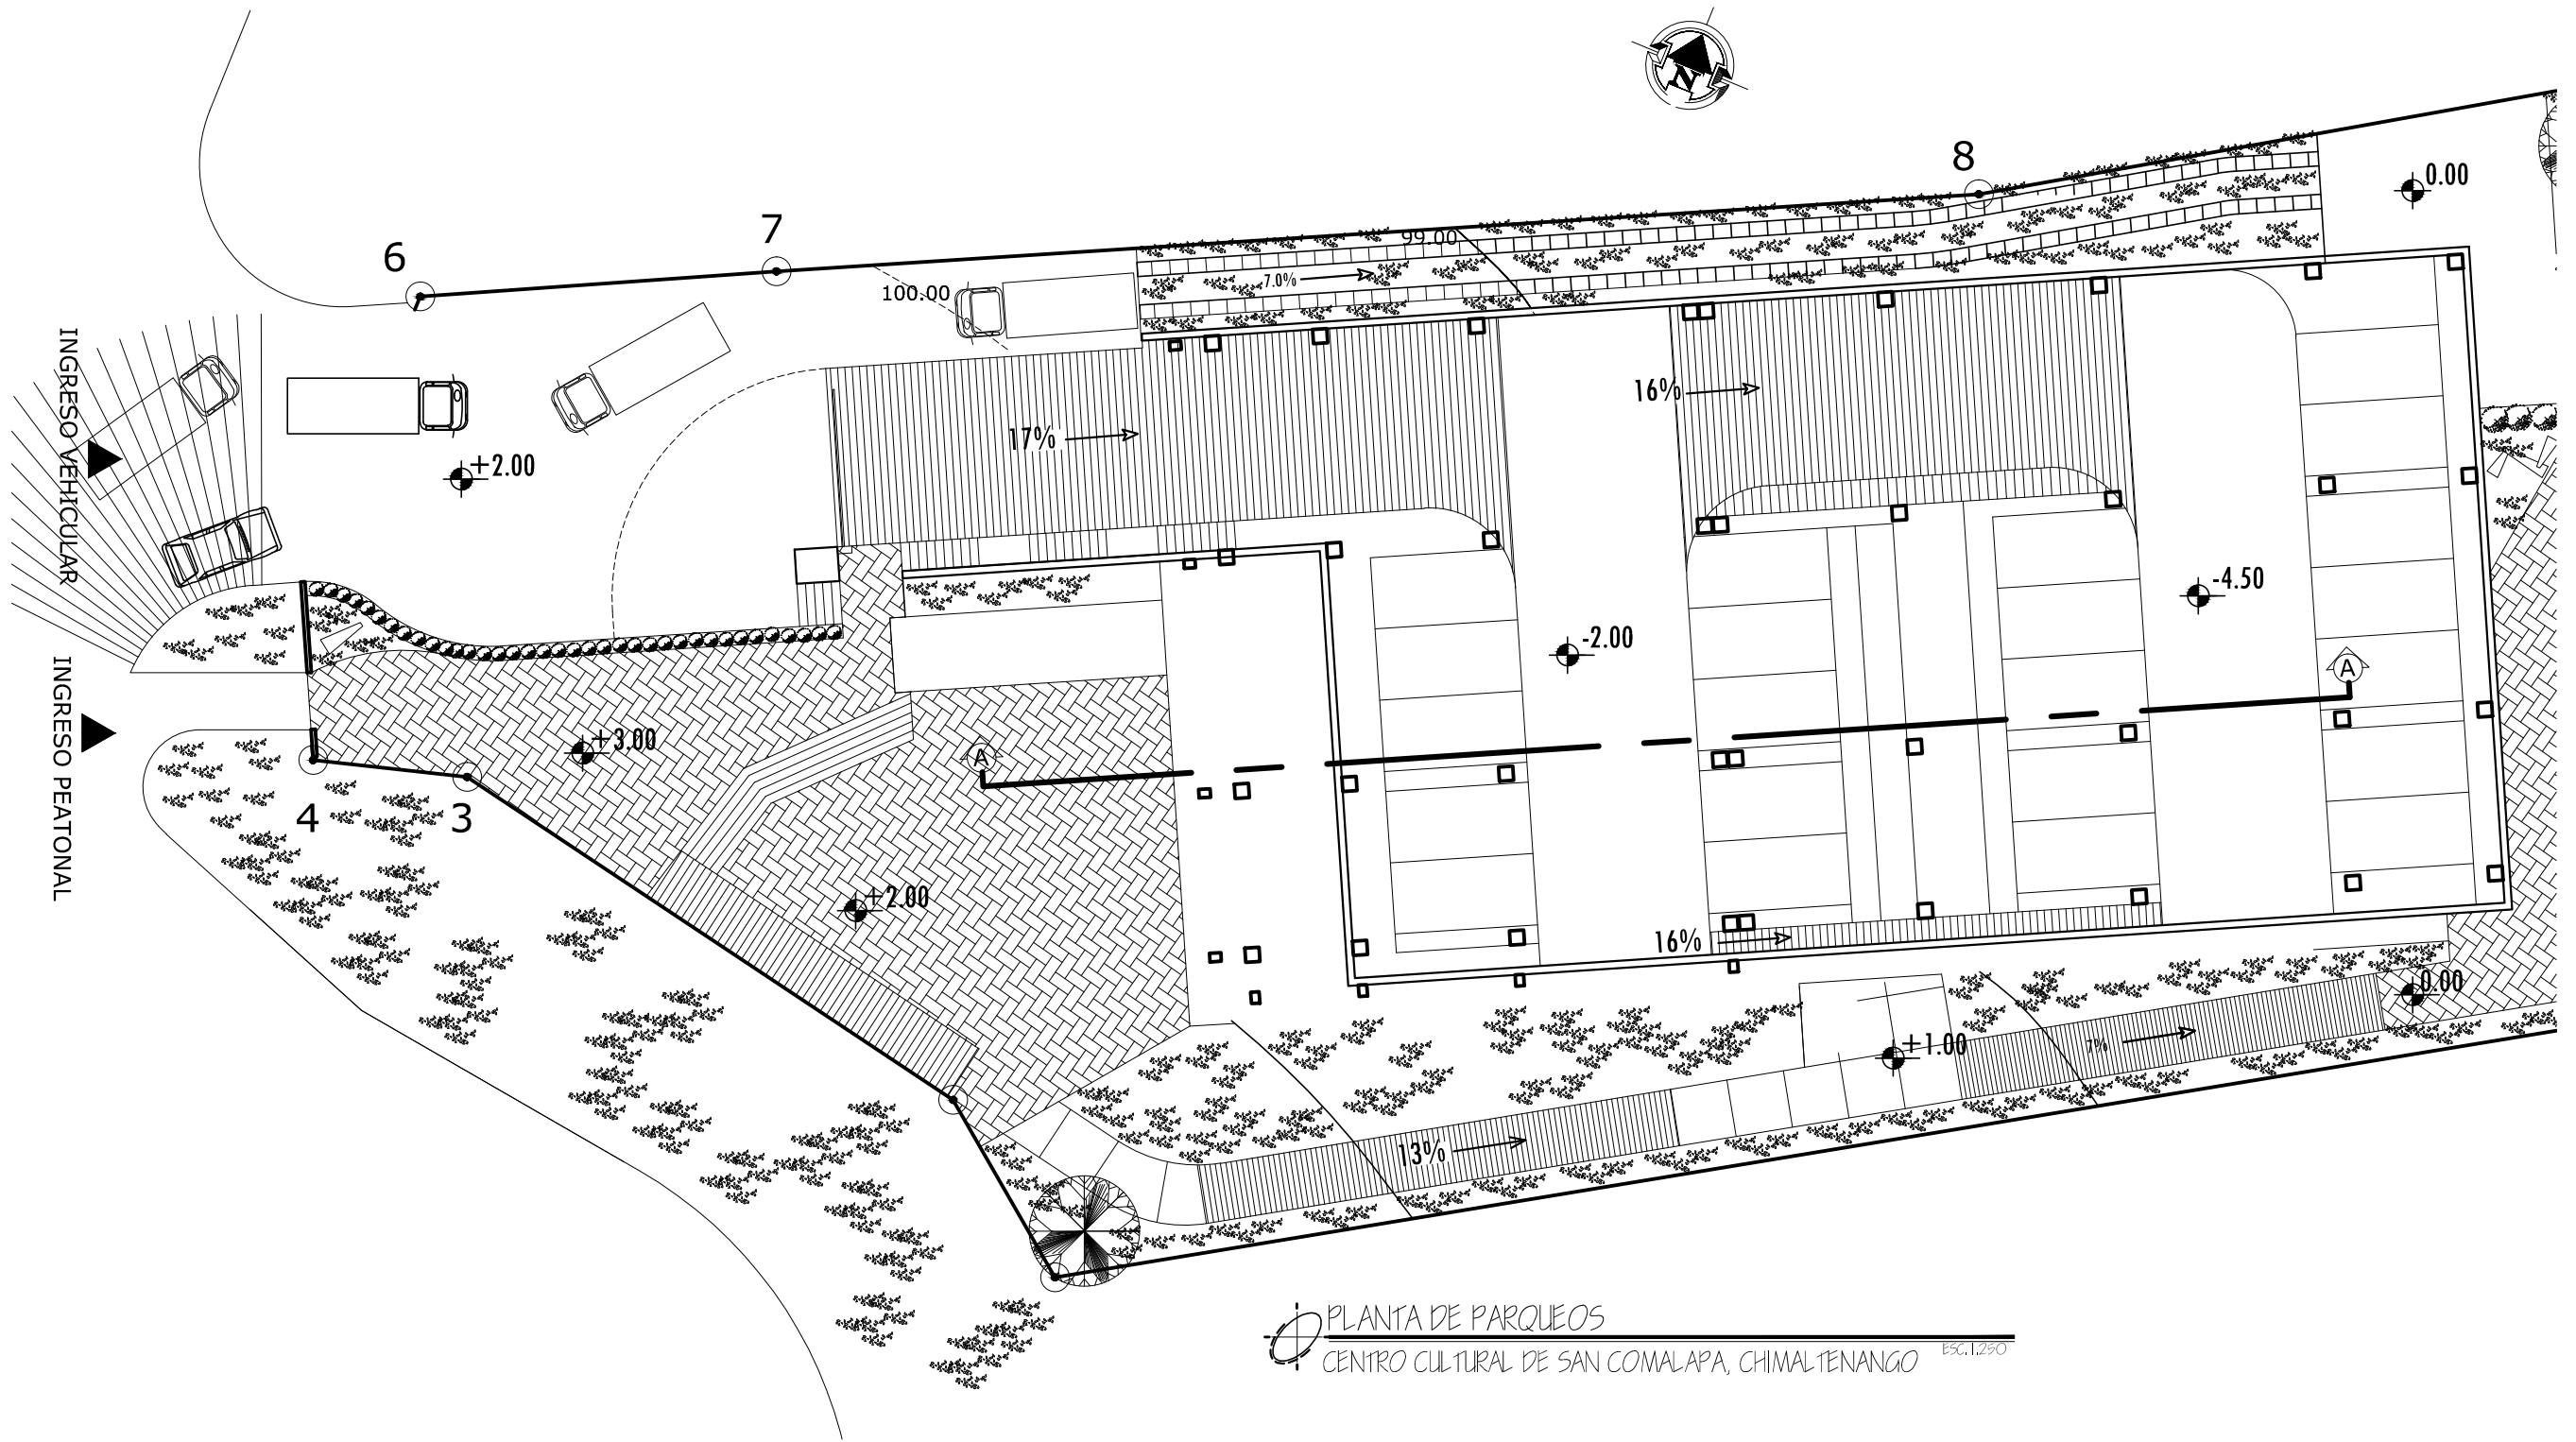 N
8
0.00
7
99.00
6
7.0%
100.00
INGRESO VEHICULAR
16%
17%
±2.00
-4.50
-2.00
A
INGRESO PEATONAL
+3.00
A
4
3
±2.00
16%
0.00
±1.00
7%
13%
PLANTA DE PARQUEOS
ESC.1.250
CENTRO CULTURAL DE SAN COMALAPA, CHIMALTENANGO